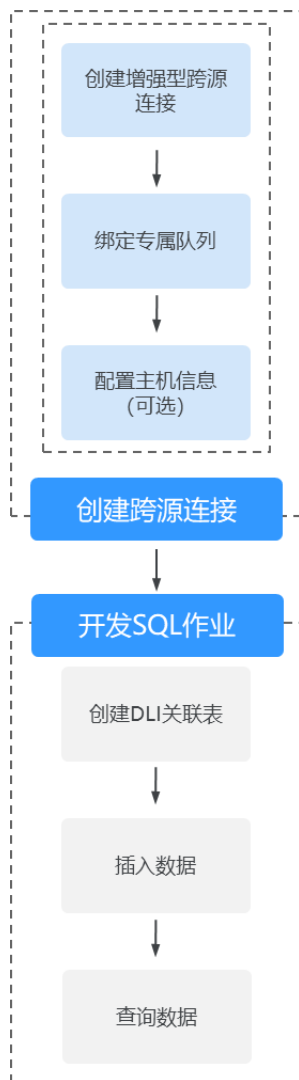 创建增强型跨源
连接
绑定专属队列
配置主机信息
(可选)
创建跨源连接
开发SQL作业
创建DLI关联表
插入数据
查询数据